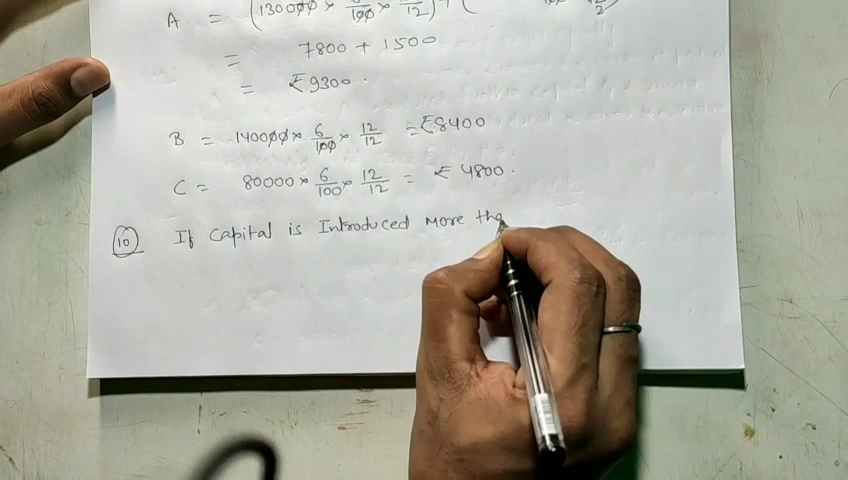 A = (130000 × 6/100 × /12) + (
= 7800 + 1500
= ₹9300.
B = 140000 × 6/100 × 12/12 = ₹8400
C = 80000 × 6/100 × 12/12 = ₹ 4800.
10 If Capital is Introduced More the